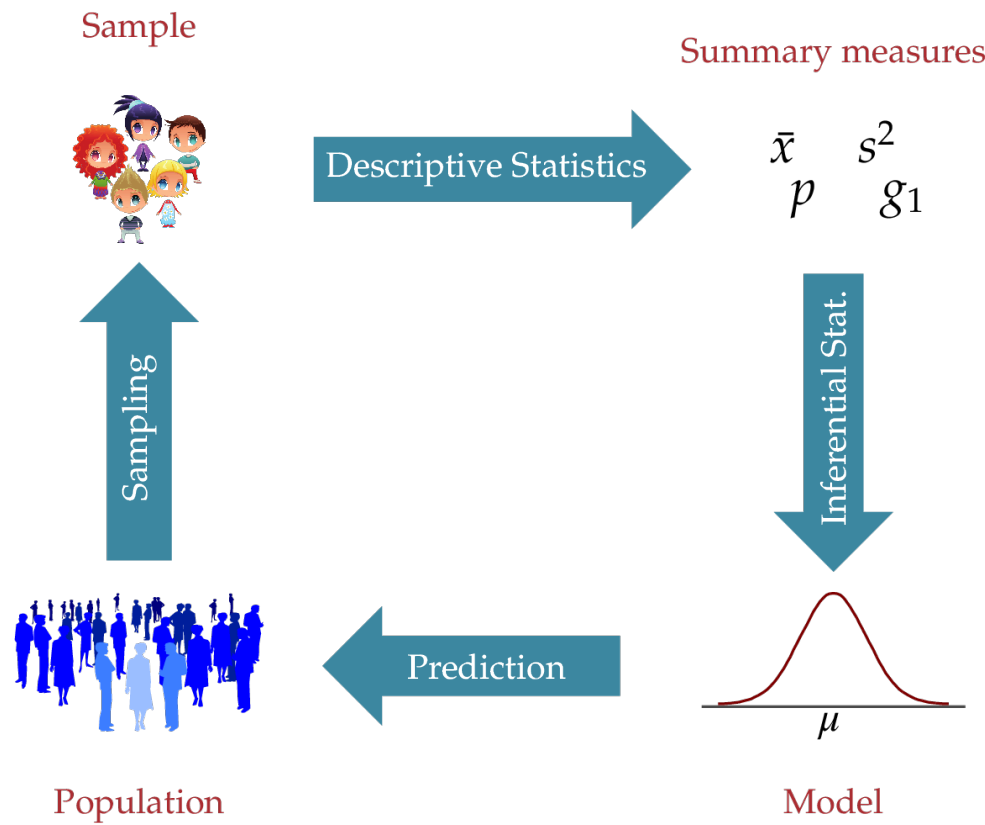 Sample
Summary measures
Descriptive Statistics
x̄ s²
p g₁
Sampling
Inferential Stat.
Prediction
μ
Population
Model